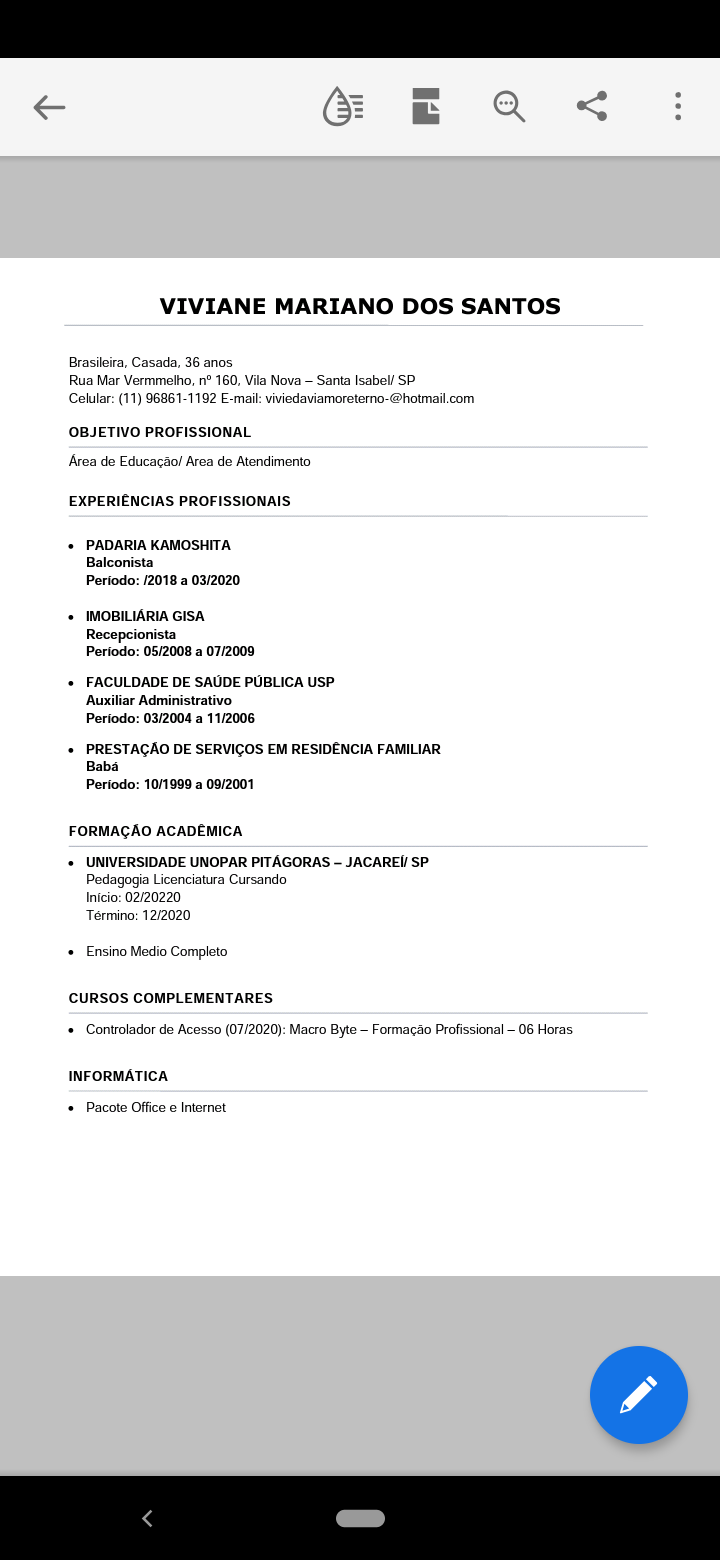 VIVIANE MARIANO DOS SANTOS
Brasileira, Casada, 36 anos
Rua Mar Vermmelho, nº 160, Vila Nova – Santa Isabel/ SP
Celular: (11) 96861-1192 E-mail: viviedaviamoreterno-@hotmail.com
OBJETIVO PROFISSIONAL
Área de Educação/ Area de Atendimento
EXPERIÊNCIAS PROFISSIONAIS
• PADARIA KAMOSHITA
Balconista
Período: /2018 a 03/2020
• IMOBILIÁRIA GISA
Recepcionista
Período: 05/2008 a 07/2009
• FACULDADE DE SAÚDE PÚBLICA USP
Auxiliar Administrativo
Período: 03/2004 a 11/2006
• PRESTAÇÃO DE SERVIÇOS EM RESIDÊNCIA FAMILIAR
Babá
Período: 10/1999 a 09/2001
FORMAÇÃO ACADÊMICA
• UNIVERSIDADE UNOPAR PITÁGORAS – JACAREÍ/ SP
Pedagogia Licenciatura Cursando
Início: 02/20220
Término: 12/2020
• Ensino Medio Completo
CURSOS COMPLEMENTARES
• Controlador de Acesso (07/2020): Macro Byte – Formação Profissional – 06 Horas
INFORMÁTICA
• Pacote Office e Internet